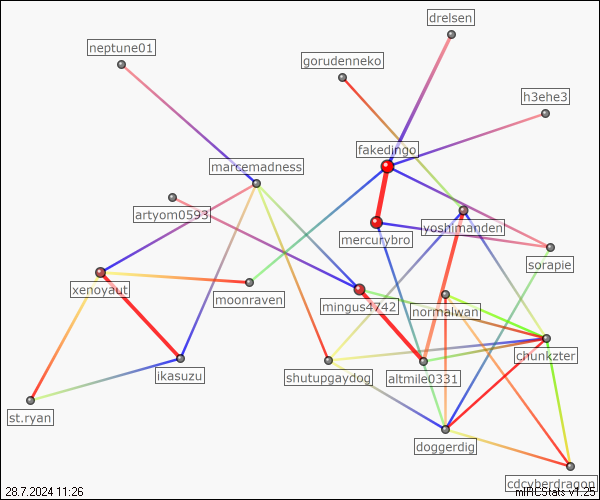 drelsen
neptune01
gorudenneko
h3ehe3
fakedingo
marcemadness
artyom0593
yoshimanden
mercurybro
sorapie
xenoyaut
moonraven
mingus4742
normalwan
chunkzter
ikasuzu
shutupgaydog
altmile0331
st.ryan
doggerdig
cdcyberdragon
28.7.2024 11:26
mIRCStats v1.25